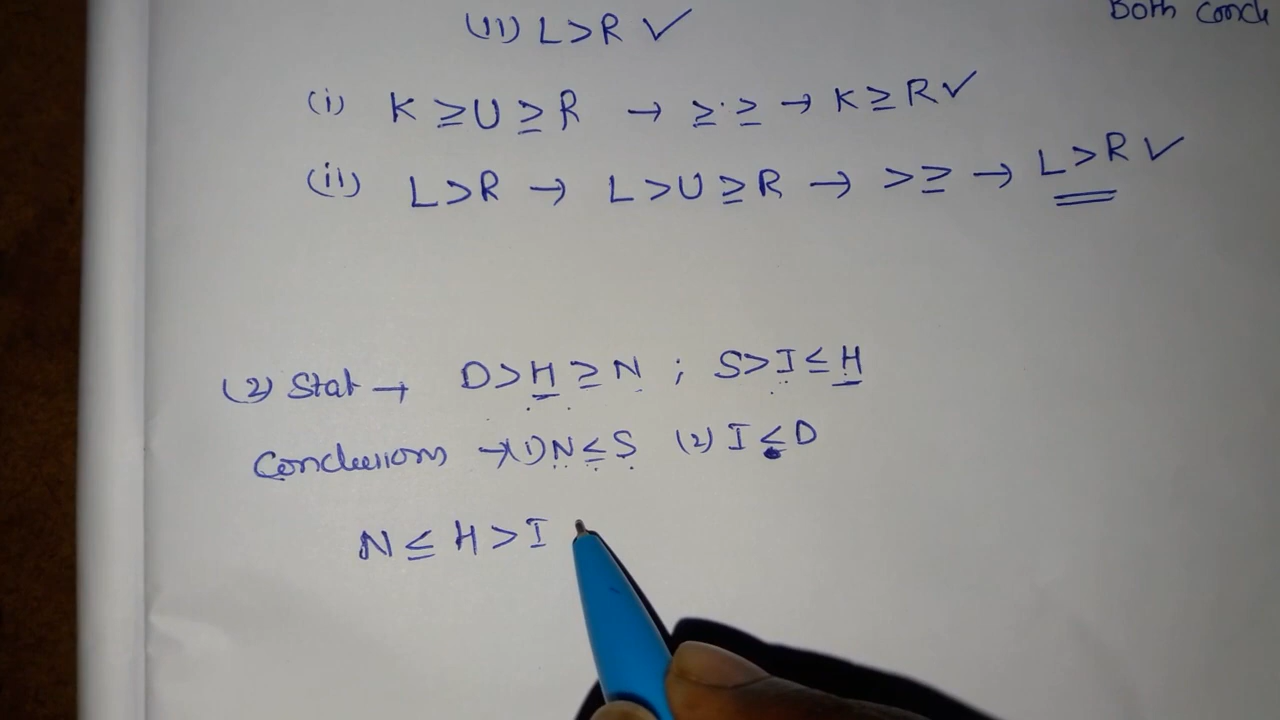 (ii) L>R ✓
Both concl
(i) K ≥ U ≥ R → ≥ ≥ → K ≥ R ✓
(ii) L>R → L>U ≥ R → > ≥ → L>R ✓
(2) Stat → D>H ≥ N ; S>I ≤ H
Conclusions → 1) N ≤ S (2) I ≤ D
N ≤ H > I